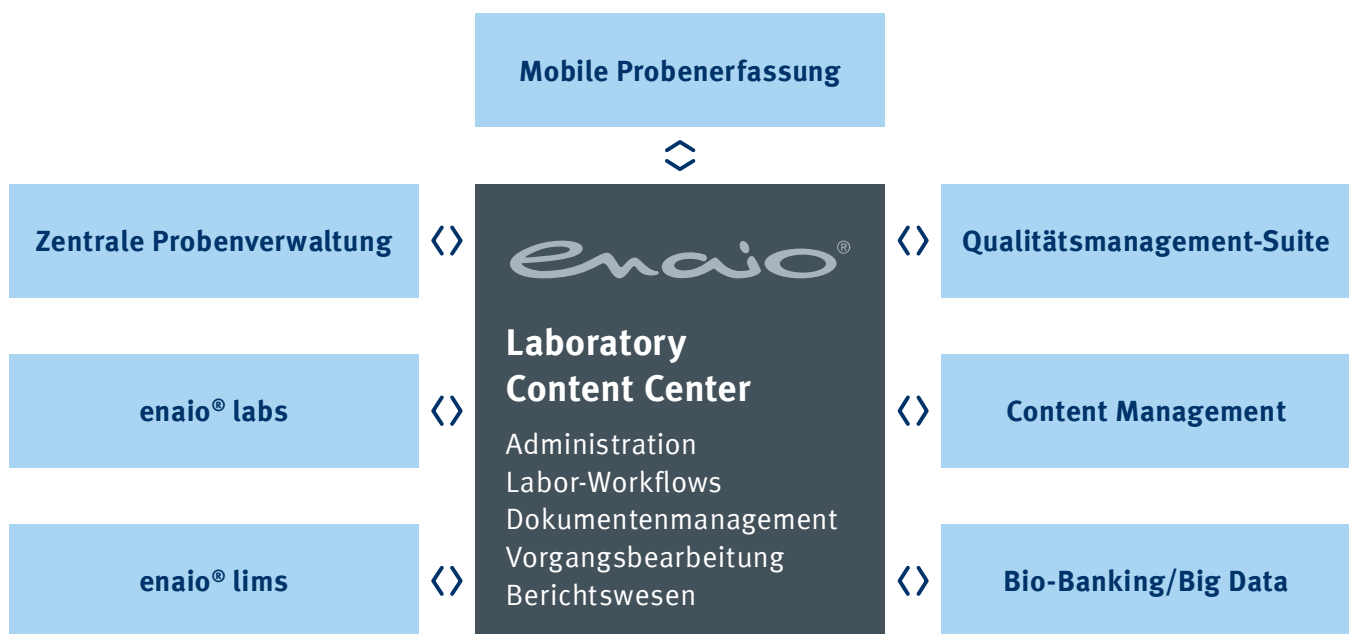 Mobile Probenerfassung
Zentrale Probenverwaltung
enaio® labs
enaio® lims
enaio®
Laboratory
Content Center
Administration
Labor-Workflows
Dokumentenmanagement
Vorgangsbearbeitung
Berichtswesen
Qualitätsmanagement-Suite
Content Management
Bio-Banking/Big Data